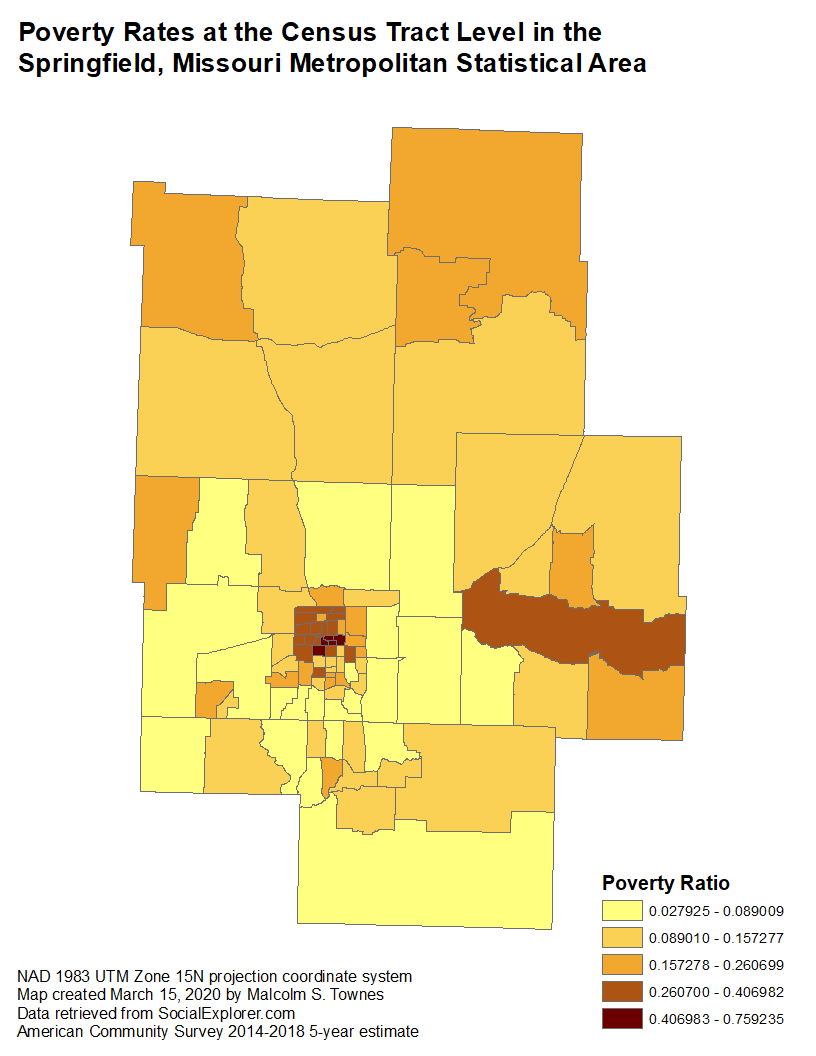 Poverty Rates at the Census Tract Level in the
Springfield, Missouri Metropolitan Statistical Area
Poverty Ratio
0.027925 - 0.089009
0.089010 - 0.157277
0.157278 - 0.260699
0.260700 - 0.406982
0.406983 - 0.759235
NAD 1983 UTM Zone 15N projection coordinate system
Map created March 15, 2020 by Malcolm S. Townes
Data retrieved from SocialExplorer.com
American Community Survey 2014-2018 5-year estimate